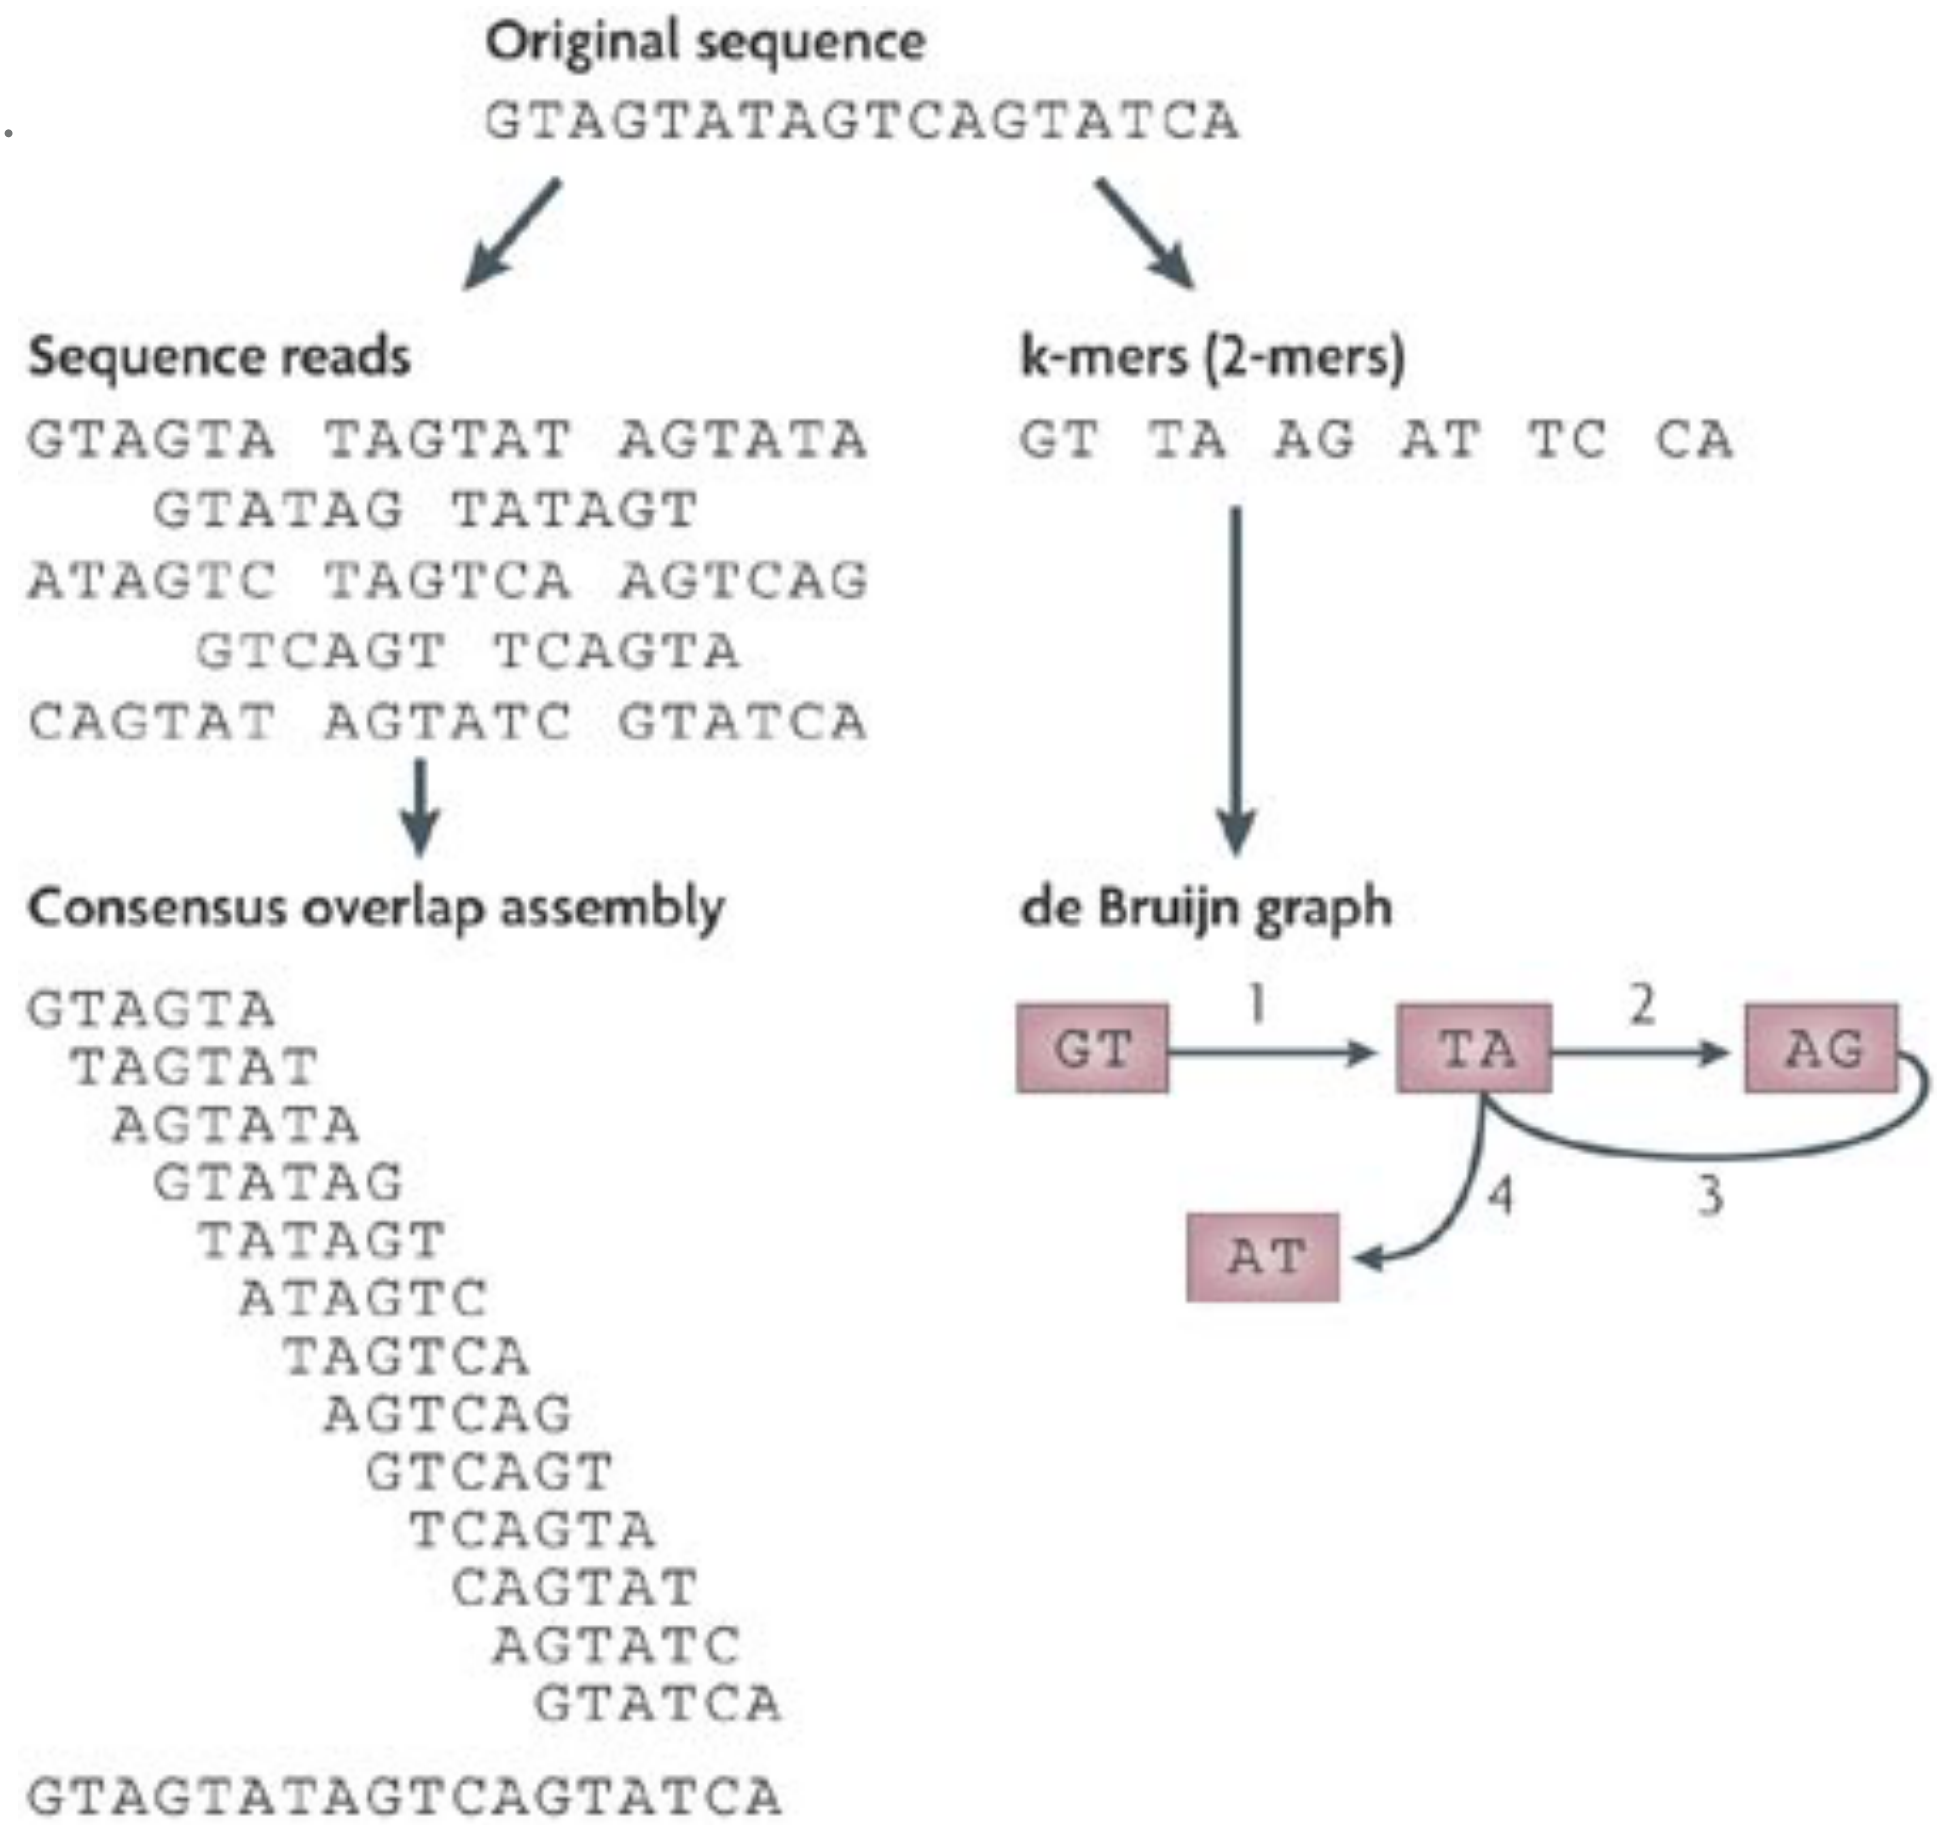 Original sequence
GTAGTATAGTCAGTATCA
Sequence reads
GTAGTA TAGTAT AGTATA
GTATAG TATAGT
ATAGTC TAGTCA AGTCAG
GTCAGT TCAGTA
CAGTAT AGTATC GTATCA
Consensus overlap assembly
GTAGTA
TAGTAT
AGTATA
GTATAG
TATAGT
ATAGTC
TAGTCA
AGTCAG
GTCAGT
TCAGTA
CAGTAT
AGTATC
GTATCA
GTAGTATAGTCAGTATCA
k-mers (2-mers)
GT TA AG AT TC CA
de Bruijn graph
GT 1 TA 2 AG
4 3
AT